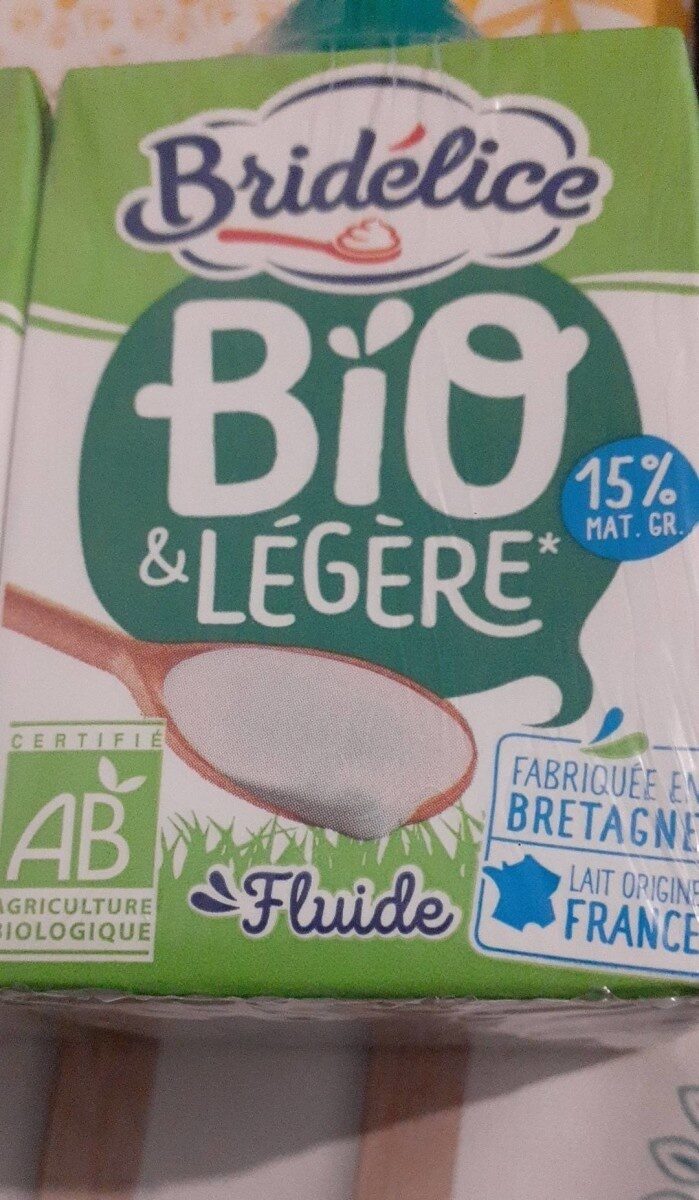 Bridélice
BIO
& LÉGÈRE*
15%
MAT. GR.
CERTIFIÉ
AB
AGRICULTURE
BIOLOGIQUE
Fluide
FABRIQUÉE EN
BRETAGNE
LAIT ORIGINE
FRANCE